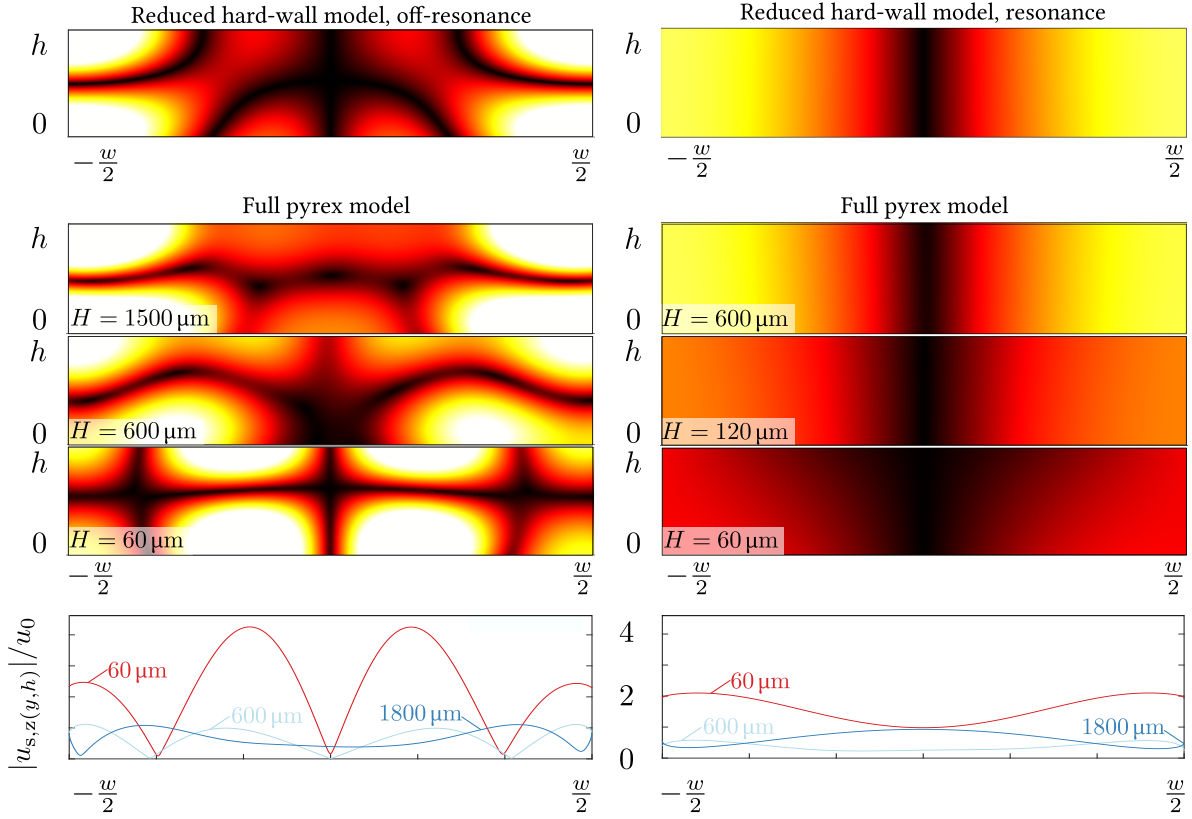 Reduced hard-wall model, off-resonance
h
0
−w/2
w/2
Full pyrex model
h
0
H = 1500 µm
h
0
H = 600 µm
h
0
H = 60 µm
−w/2
w/2
|u_{s,z(y,h)}|/u_0
60 µm
600 µm
1800 µm
−w/2
w/2
Reduced hard-wall model, resonance
h
0
−w/2
w/2
Full pyrex model
h
0
H = 600 µm
h
0
H = 120 µm
h
0
H = 60 µm
−w/2
w/2
4
2
0
60 µm
600 µm
1800 µm
−w/2
w/2